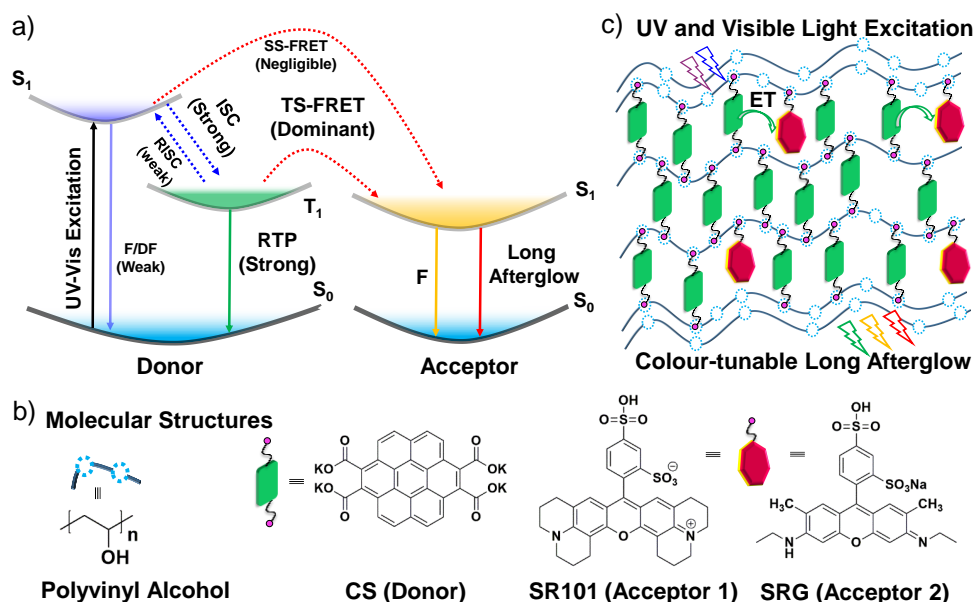 a)
SS-FRET
(Negligible)
S1
ISC
(Strong)
RISC
(weak)
TS-FRET
(Dominant)
T1
S1
UV-Vis Excitation
F/DF
(Weak)
RTP
(Strong)
F
Long
Afterglow
S0
S0
Donor
Acceptor
c)
UV and Visible Light Excitation
ET
Colour-tunable Long Afterglow
b)
Molecular Structures
n
OH
Polyvinyl Alcohol
O
O
KO
OK
KO
OK
O
O
CS (Donor)
OH
O=S=O
SO3⊖
N
O
N⊕
SR101 (Acceptor 1)
OH
O=S=O
SO3Na
H3C
CH3
N
H
O
N
SRG (Acceptor 2)